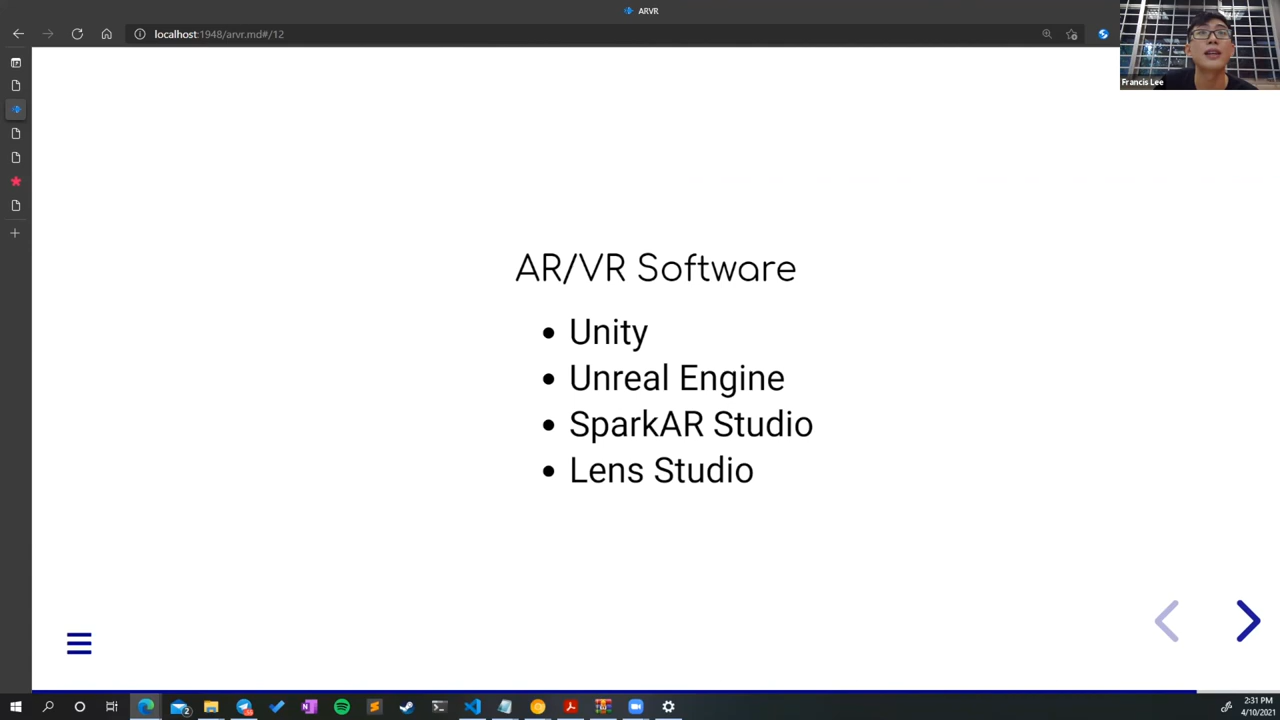 ARVR
localhost:1948/arvr.md#/12
Francis Lee
AR/VR Software
Unity
Unreal Engine
SparkAR Studio
Lens Studio
2:31 PM
4/10/2021